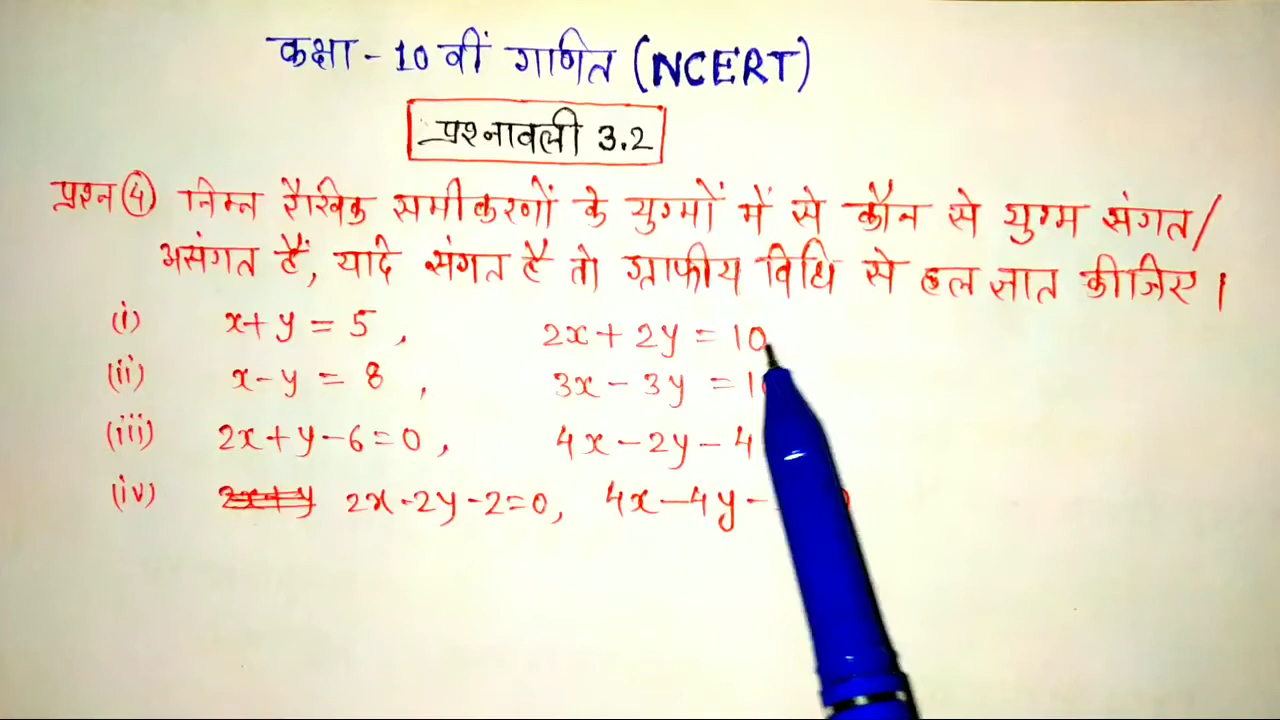 कक्षा - 10 वीं गणित (NCERT)
प्रश्नावली 3.2
प्रश्न (4) निम्न रैखिक समीकरणों के युग्मों में से कौन से युग्म संगत/
असंगत हैं, यदि संगत है तो ग्राफीय विधि से हल ज्ञात कीजिए।
(i) x+y = 5, 2x + 2y = 10
(ii) x-y = 8, 3x - 3y = 1
(iii) 2x+y-6=0, 4x-2y-4
(iv) 2x-2y-2=0, 4x-4y-